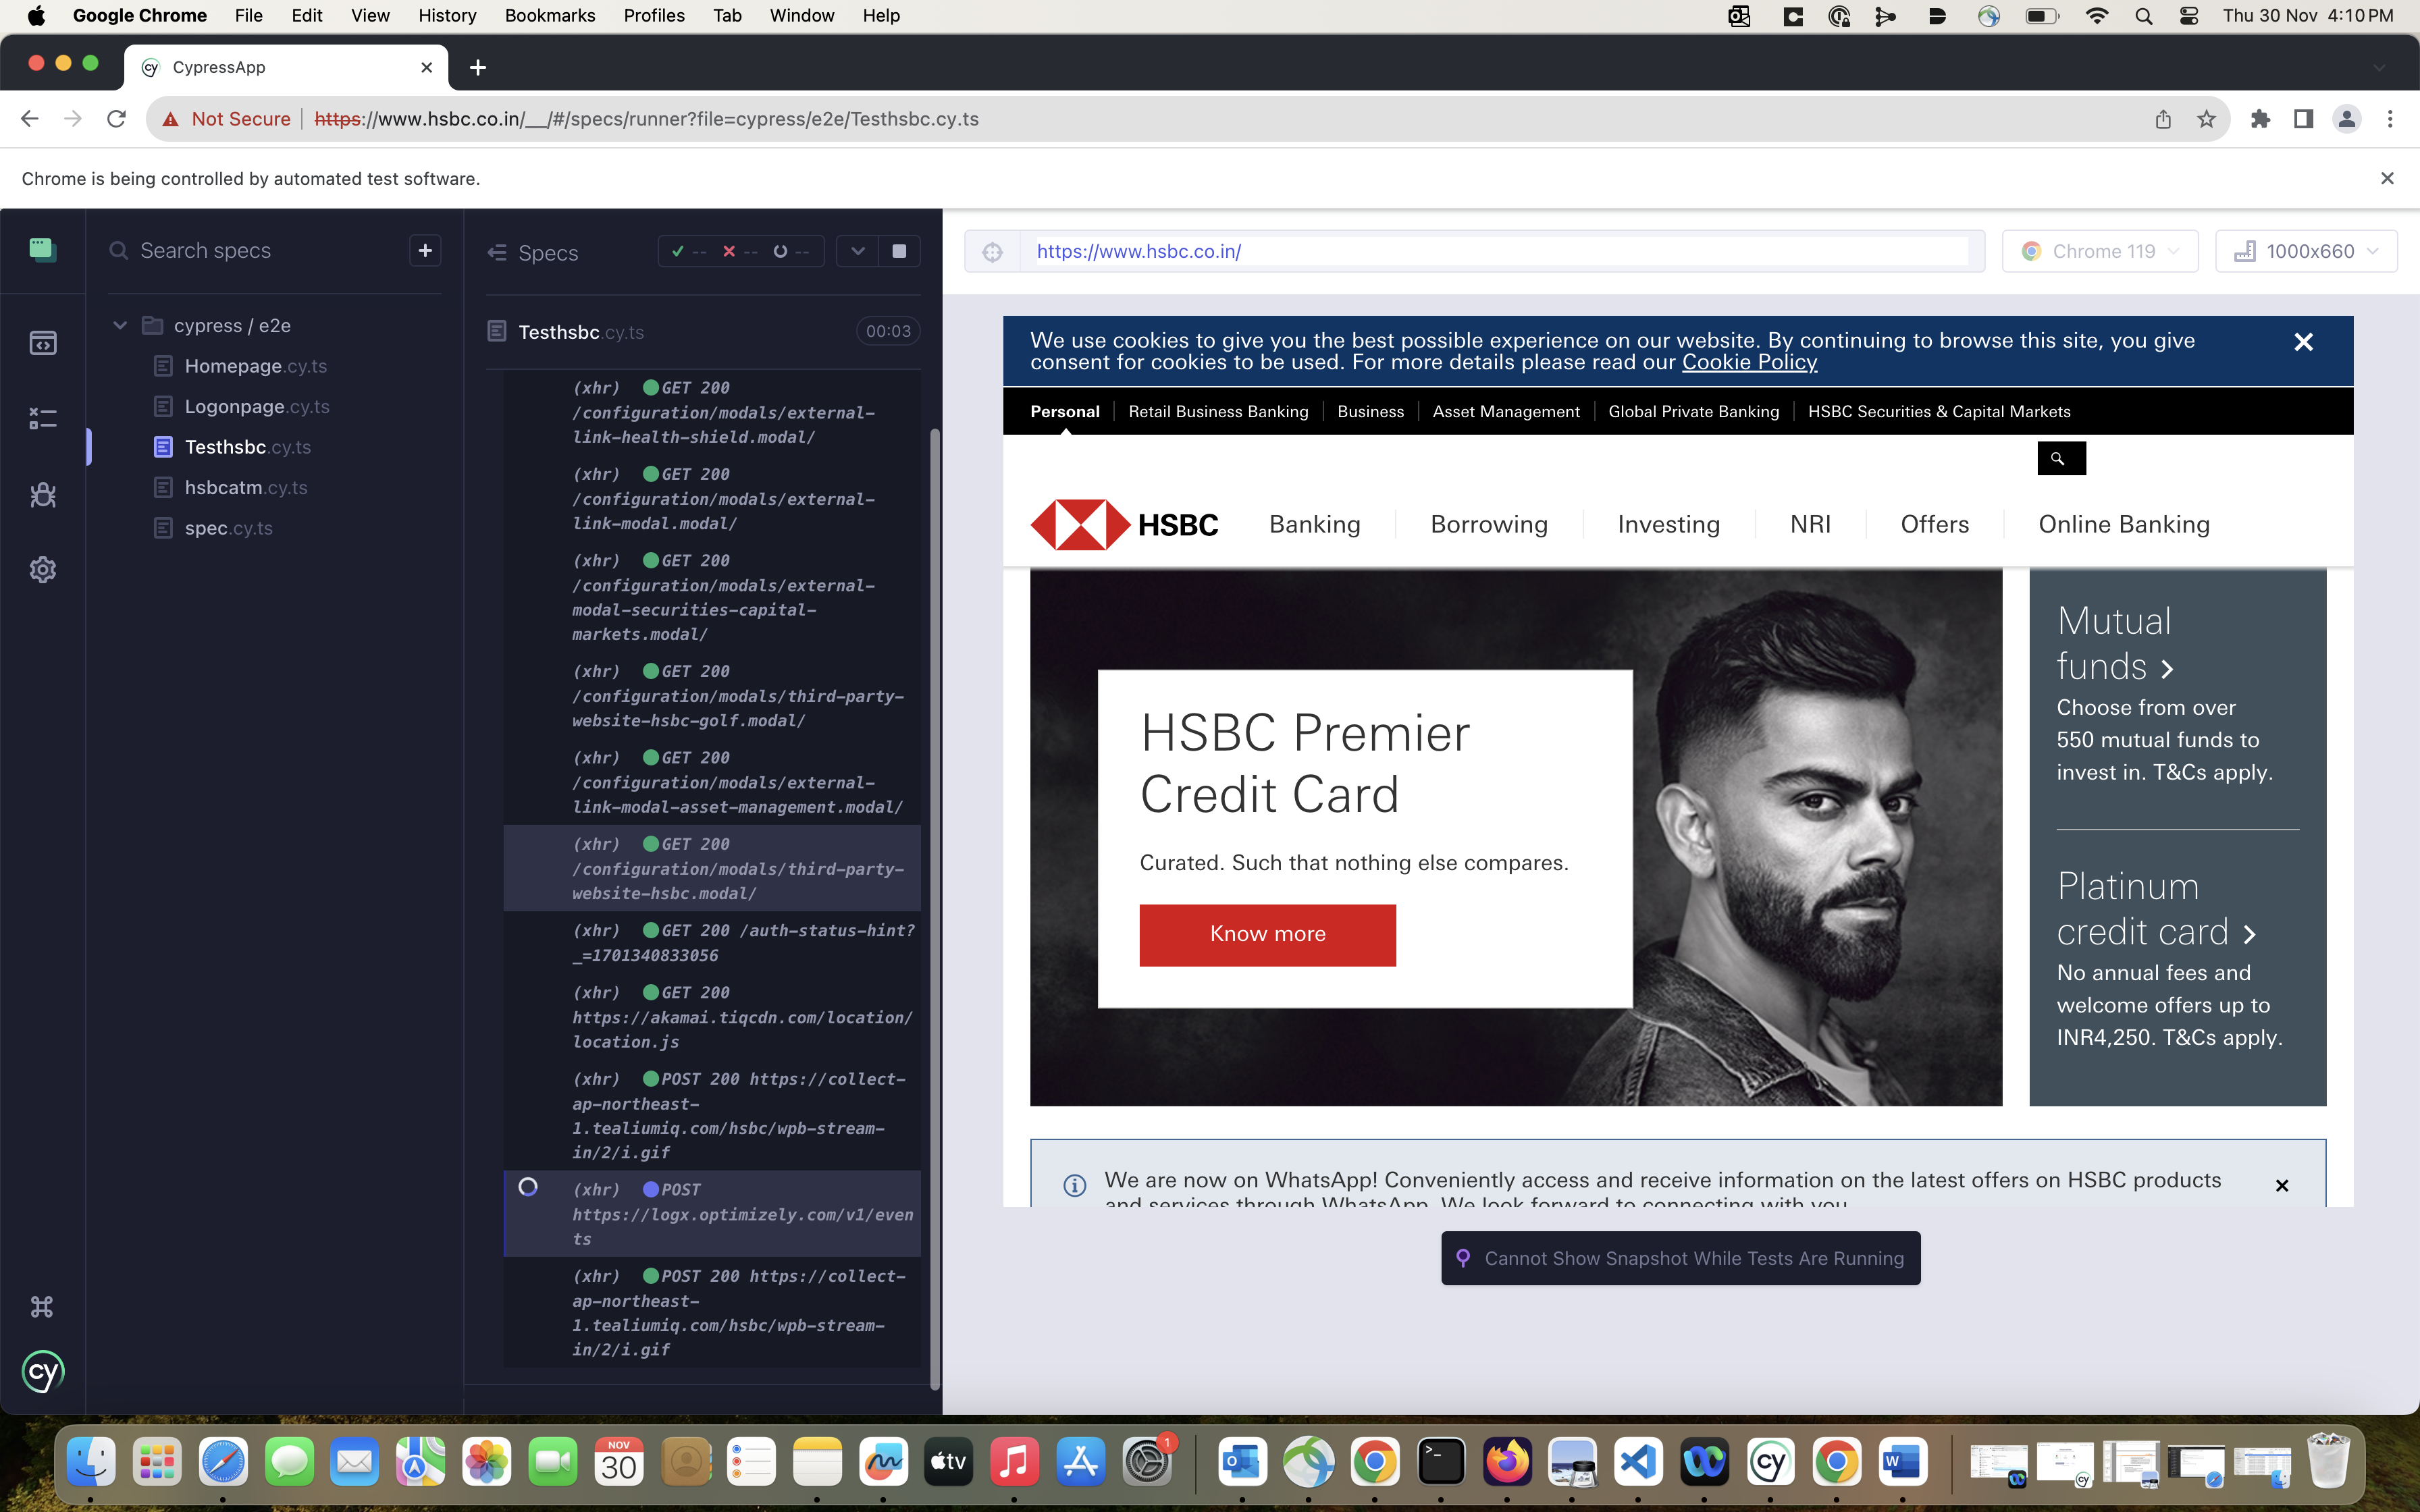 Google Chrome File Edit View History Bookmarks Profiles Tab Window Help Thu 30 Nov 4:10 PM
CypressApp
Not Secure https://www.hsbc.co.in/__/#/specs/runner?file=cypress/e2e/Testhsbc.cy.ts
Chrome is being controlled by automated test software.
Search specs
cypress / e2e
Homepage.cy.ts
Logonpage.cy.ts
Testhsbc.cy.ts
hsbcatm.cy.ts
spec.cy.ts
cy
Specs -- -- --
Testhsbc.cy.ts 00:03
(xhr) GET 200
/configuration/modals/external-
link-health-shield.modal/
(xhr) GET 200
/configuration/modals/external-
link-modal.modal/
(xhr) GET 200
/configuration/modals/external-
modal-securities-capital-
markets.modal/
(xhr) GET 200
/configuration/modals/third-party-
website-hsbc-golf.modal/
(xhr) GET 200
/configuration/modals/external-
link-modal-asset-management.modal/
(xhr) GET 200
/configuration/modals/third-party-
website-hsbc.modal/
(xhr) GET 200 /auth-status-hint?
_=1701340833056
(xhr) GET 200
https://akamai.tiqcdn.com/location/
location.js
(xhr) POST 200 https://collect-
ap-northeast-
1.tealiumiq.com/hsbc/wpb-stream-
in/2/i.gif
(xhr) POST
https://logx.optimizely.com/v1/even
ts
(xhr) POST 200 https://collect-
ap-northeast-
1.tealiumiq.com/hsbc/wpb-stream-
in/2/i.gif
https://www.hsbc.co.in/ Chrome 119 1000x660
We use cookies to give you the best possible experience on our website. By continuing to browse this site, you give
consent for cookies to be used. For more details please read our Cookie Policy
Personal Retail Business Banking Business Asset Management Global Private Banking HSBC Securities & Capital Markets
HSBC Banking Borrowing Investing NRI Offers Online Banking
HSBC Premier
Credit Card
Curated. Such that nothing else compares.
Know more
Mutual
funds
Choose from over
550 mutual funds to
invest in. T&Cs apply.
Platinum
credit card
No annual fees and
welcome offers up to
INR4,250. T&Cs apply.
We are now on WhatsApp! Conveniently access and receive information on the latest offers on HSBC products
and services through WhatsApp. We look forward to connecting with you
Cannot Show Snapshot While Tests Are Running
NOV
30
tv
1
cy
W